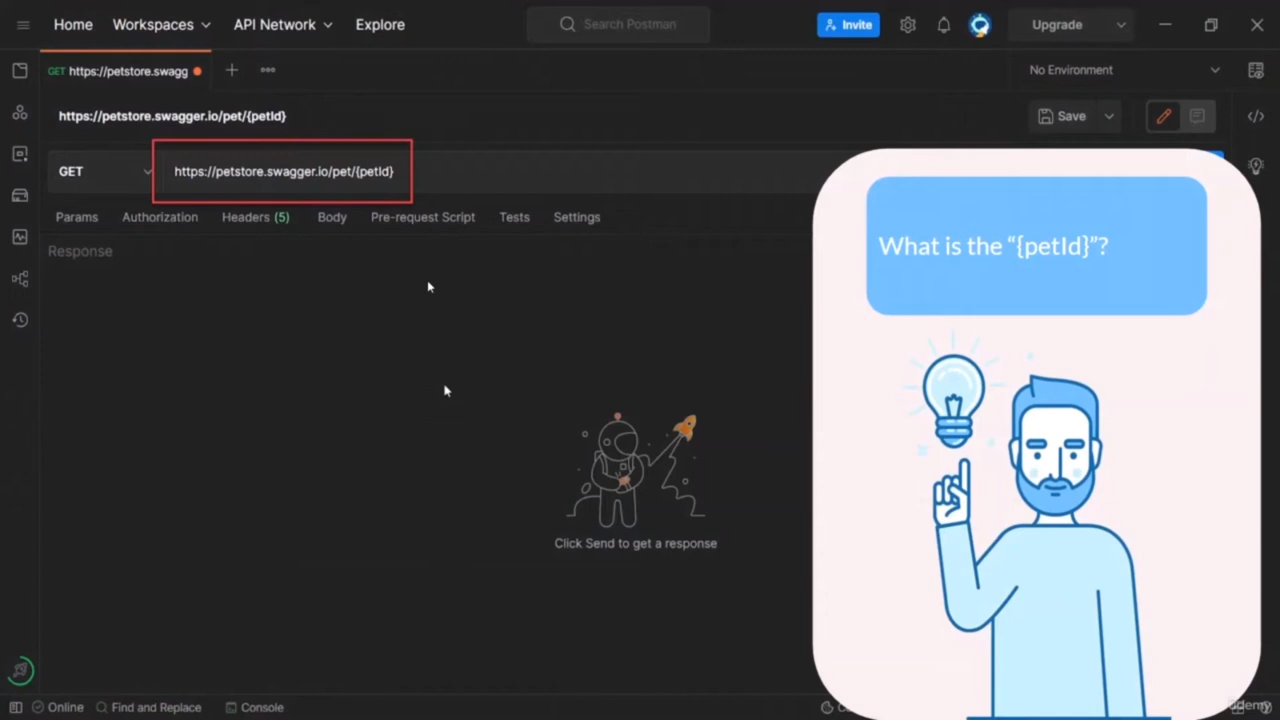 Home Workspaces API Network Explore Search Postman Invite Upgrade
GET https://petstore.swagg No Environment
https://petstore.swagger.io/pet/{petId} Save
GET https://petstore.swagger.io/pet/{petId}
Params Authorization Headers (5) Body Pre-request Script Tests Settings
Response
What is the “{petId}”?
Click Send to get a response
Online Find and Replace Console